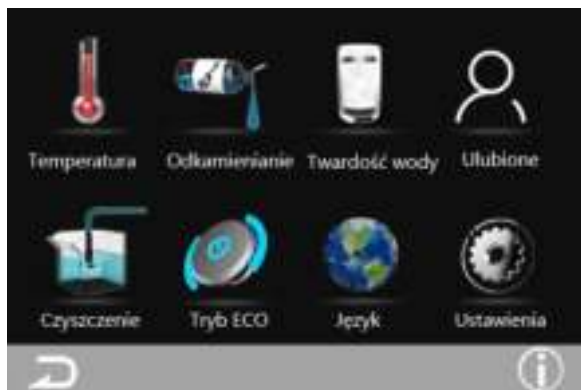 Temperatura Odkamienianie Twardość wody Ulubione
Czyszczenie Tryb ECO Język Ustawienia